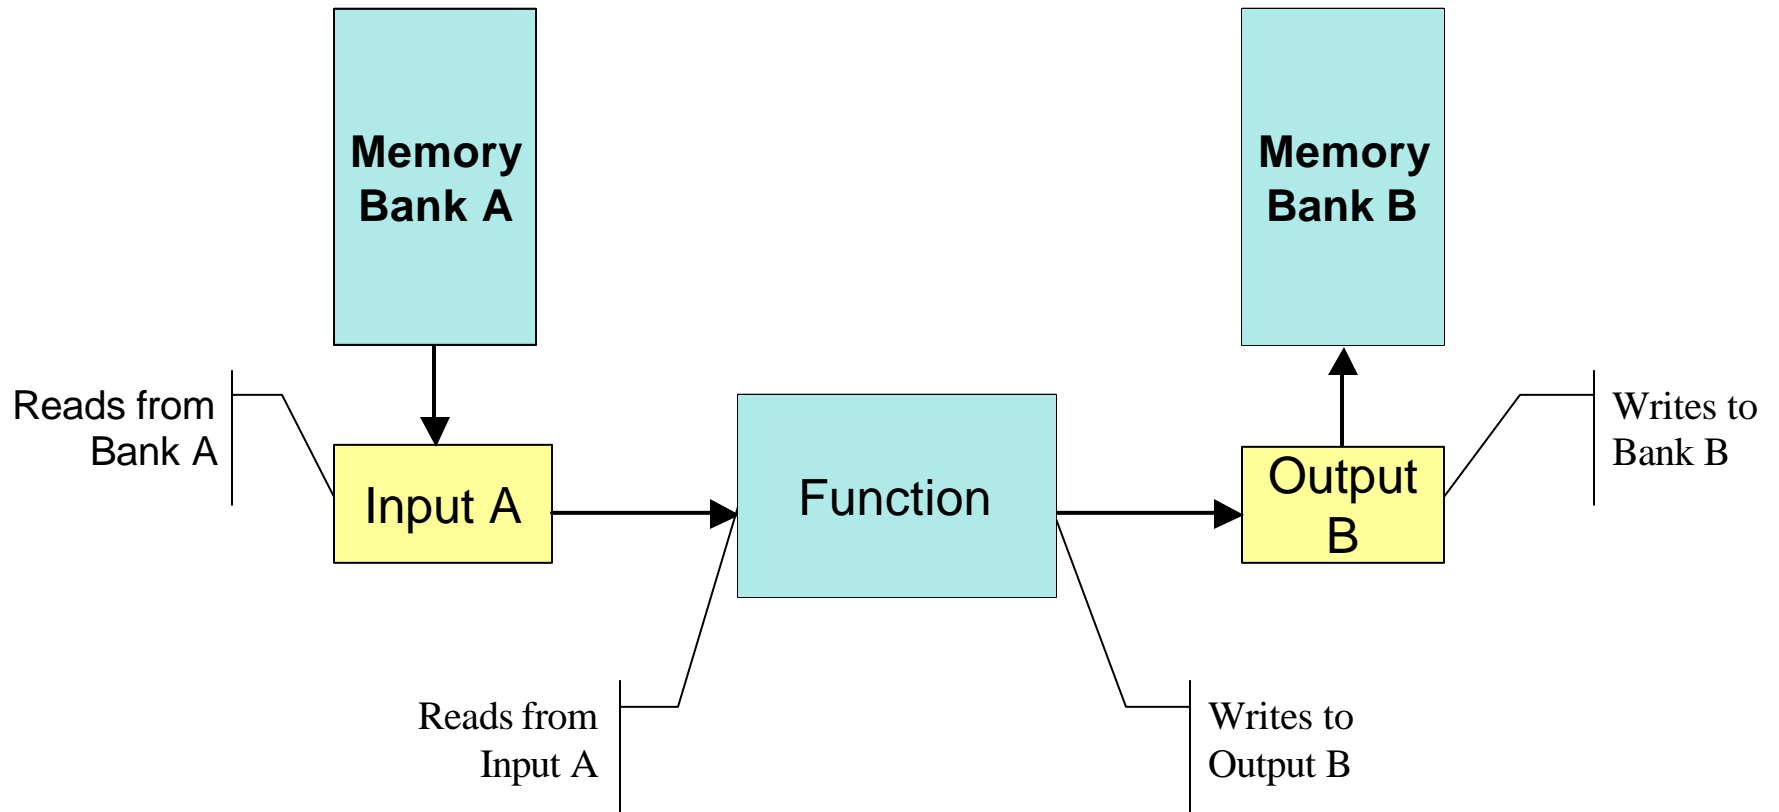 Memory
Bank A
Memory
Bank B
Reads from
Bank A
Input A
Function
Output
B
Writes to
Bank B
Reads from
Input A
Writes to
Output B